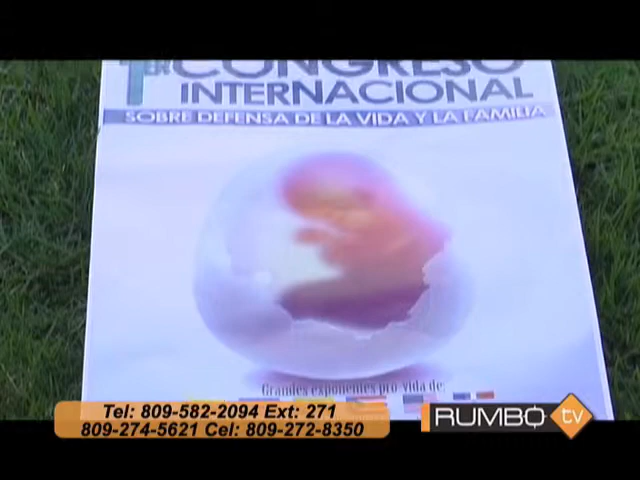 1ER CONGRESO
INTERNACIONAL
SOBRE DEFENSA DE LA VIDA Y LA FAMILIA
Grandes exponentes pro-vida de:
Tel: 809-582-2094 Ext: 271
809-274-5621 Cel: 809-272-8350
RUMBO tv